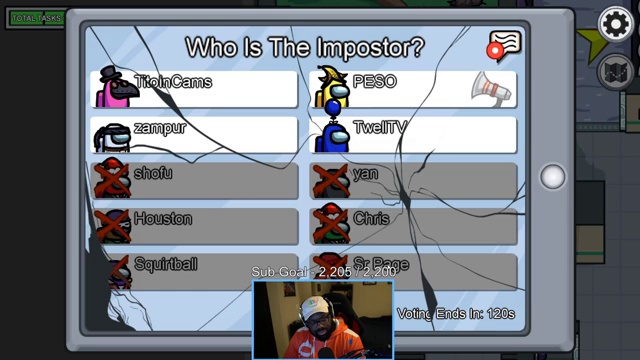 TOTAL TASKS
Who Is The Impostor?
TitoInCams
PESO
zampur
TwellTV
shofu
yan
Houston
Chris
Squirtball
Sr Page
Sub-Goal - 2,205 / 2,200
Voting Ends In: 120s